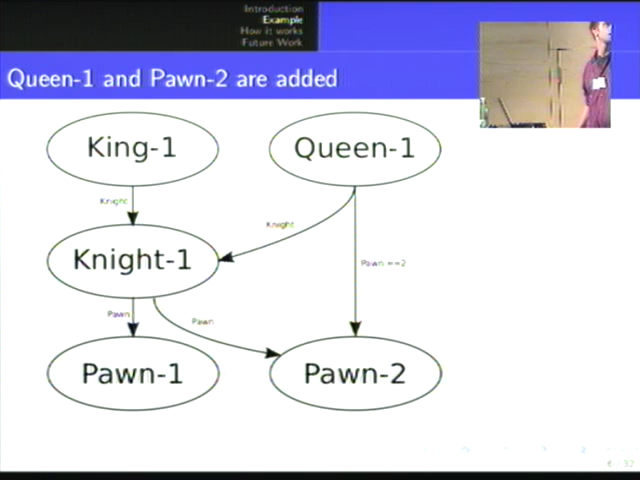 Introduction
Example
How it works
Future Work
Queen-1 and Pawn-2 are added
King-1
Queen-1
Knight
Knight
Knight-1
Pawn ==2
Pawn
Pawn
Pawn-1
Pawn-2